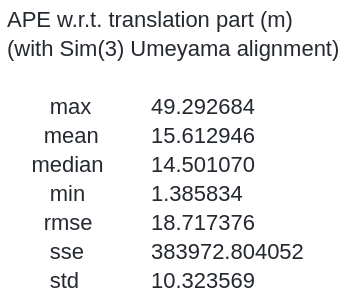 APE w.r.t. translation part (m)
(with Sim(3) Umeyama alignment)
max 49.292684
mean 15.612946
median 14.501070
min 1.385834
rmse 18.717376
sse 383972.804052
std 10.323569